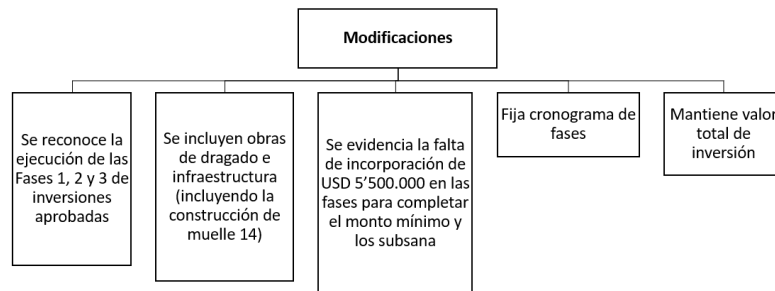 Modificaciones
Se reconoce la
ejecución de las
Fases 1, 2 y 3 de
inversiones
aprobadas
Se incluyen obras
de dragado e
infraestructura
(incluyendo la
construcción de
muelle 14)
Se evidencia la falta
de incorporación de
USD 5’500.000 en las
fases para completar
el monto mínimo y
los subsana
Fija cronograma de
fases
Mantiene valor
total de
inversión